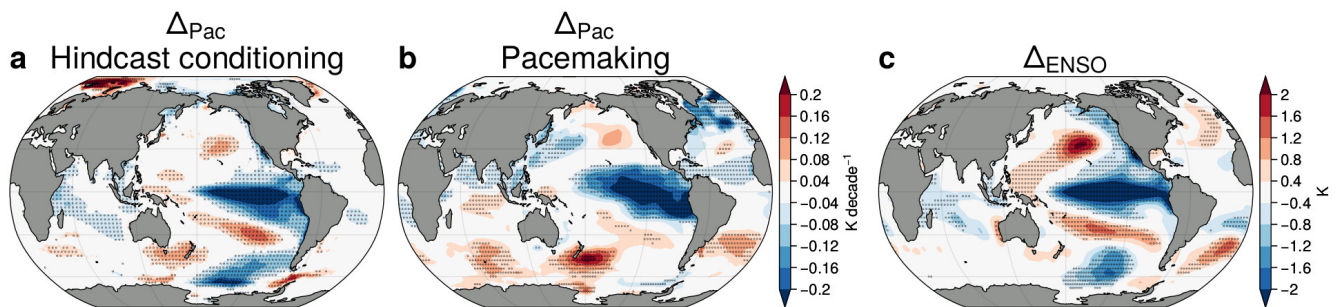 a
Δ_Pac
Hindcast conditioning
b
Δ_Pac
Pacemaking
0.2
0.16
0.12
0.08
0.04
−0.04
−0.08
−0.12
−0.16
−0.2
K decade⁻¹
c
Δ_ENSO
2
1.6
1.2
0.8
0.4
−0.4
−0.8
−1.2
−1.6
−2
K